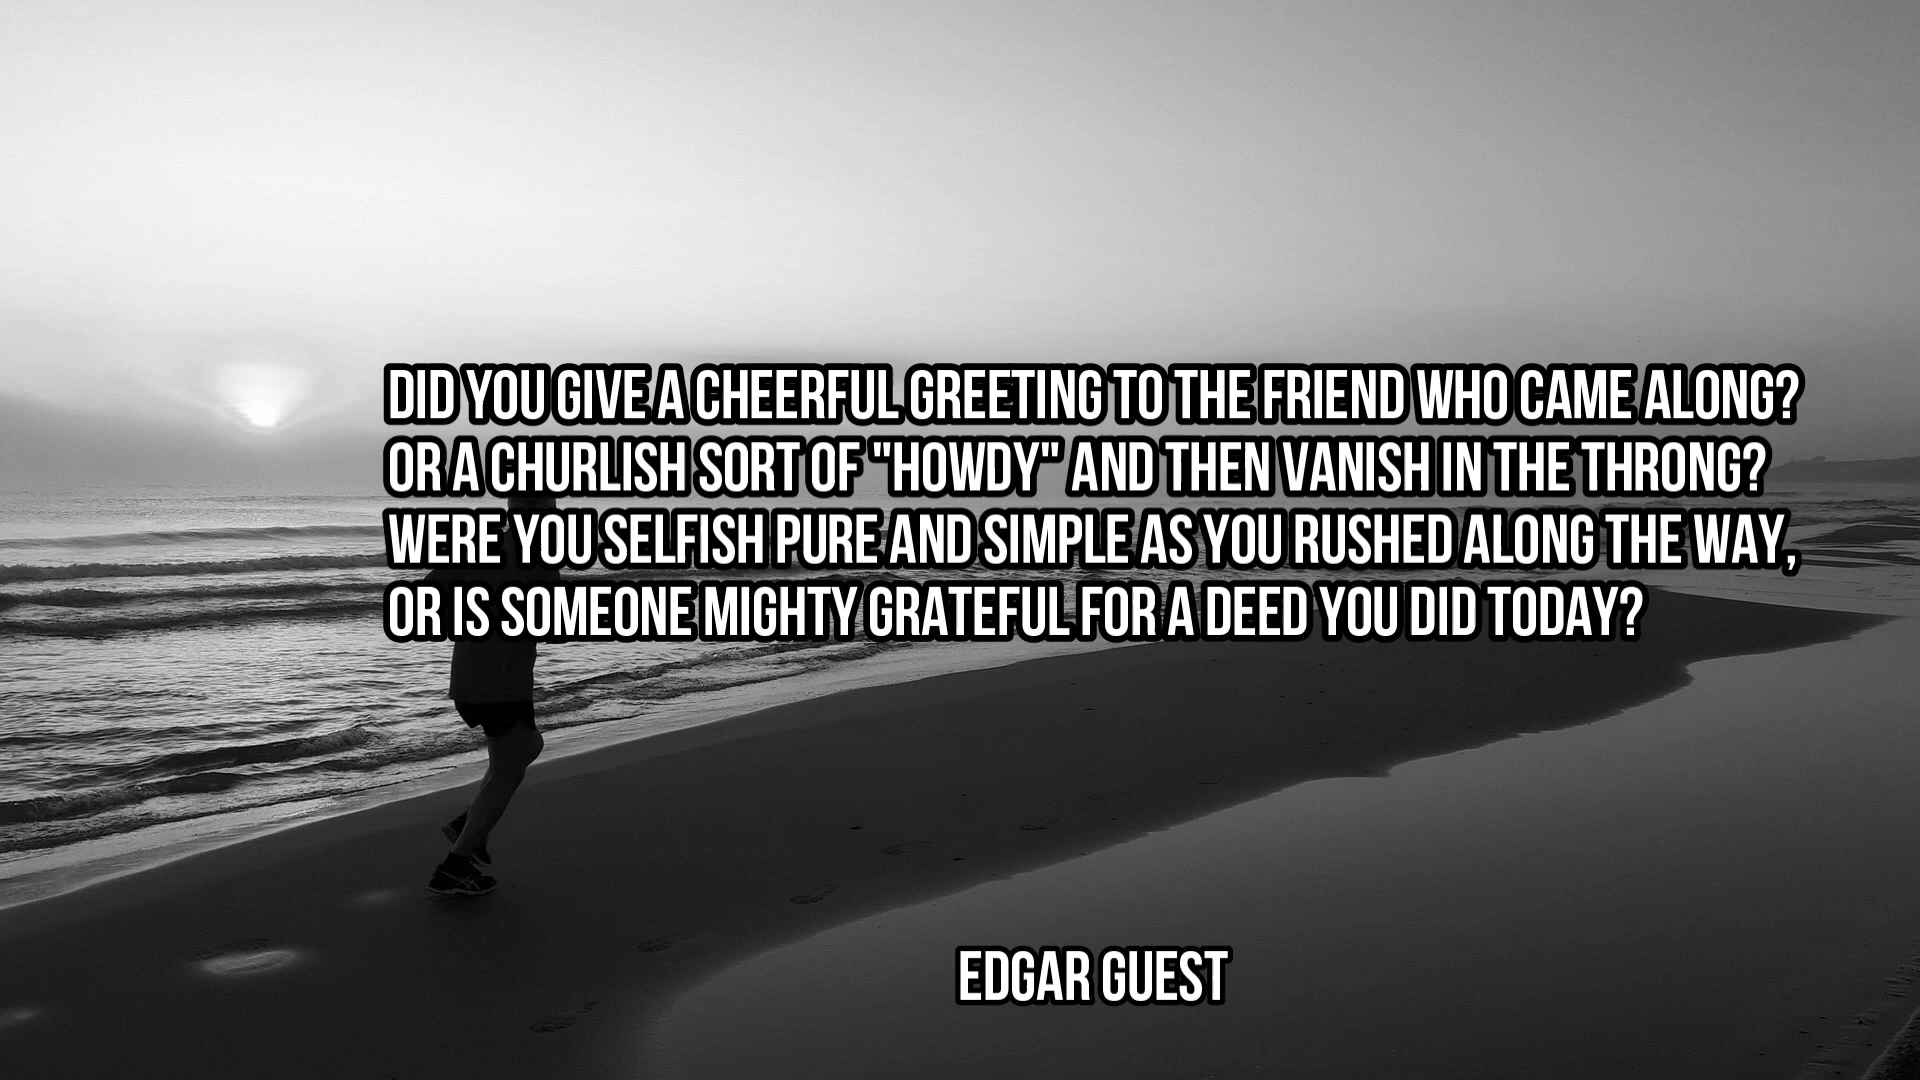 DID YOU GIVE A CHEERFUL GREETING TO THE FRIEND WHO CAME ALONG?
OR A CHURLISH SORT OF "HOWDY" AND THEN VANISH IN THE THRONG?
WERE YOU SELFISH PURE AND SIMPLE AS YOU RUSHED ALONG THE WAY,
OR IS SOMEONE MIGHTY GRATEFUL FOR A DEED YOU DID TODAY?
EDGAR GUEST